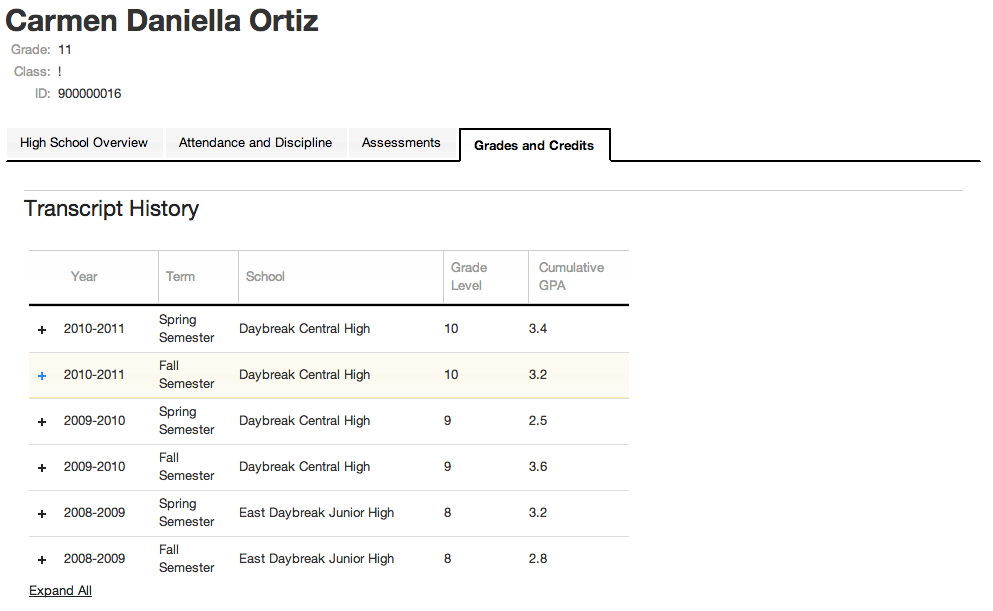 Carmen Daniella Ortiz
Grade: 11
Class: !
ID: 900000016
High School Overview Attendance and Discipline Assessments Grades and Credits
Transcript History
Year Term School Grade Level Cumulative GPA
+ 2010-2011 Spring Semester Daybreak Central High 10 3.4
+ 2010-2011 Fall Semester Daybreak Central High 10 3.2
+ 2009-2010 Spring Semester Daybreak Central High 9 2.5
+ 2009-2010 Fall Semester Daybreak Central High 9 3.6
+ 2008-2009 Spring Semester East Daybreak Junior High 8 3.2
+ 2008-2009 Fall Semester East Daybreak Junior High 8 2.8
Expand All